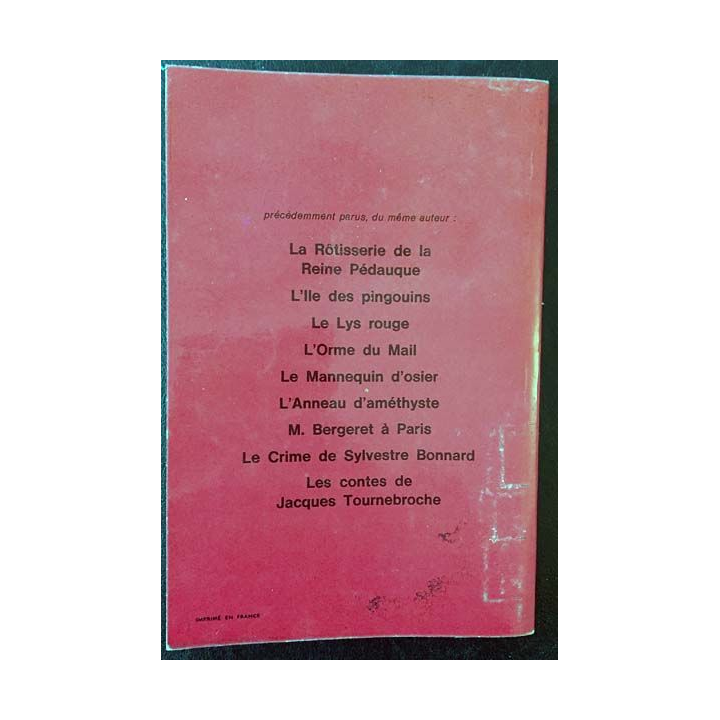 précédemment parus, du même auteur :
La Rôtisserie de la
Reine Pédauque
L'Ile des pingouins
Le Lys rouge
L'Orme du Mail
Le Mannequin d'osier
L'Anneau d'améthyste
M. Bergeret à Paris
Le Crime de Sylvestre Bonnard
Les contes de
Jacques Tournebroche
IMPRIMÉ EN FRANCE